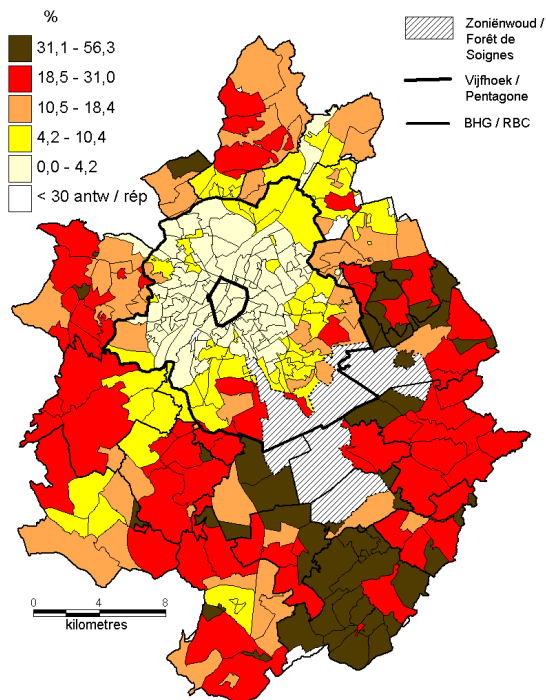 %
31,1 - 56,3
18,5 - 31,0
10,5 - 18,4
4,2 - 10,4
0,0 - 4,2
< 30 antw / rép
Zoniënwoud /
Forêt de
Soignes
Vijfhoek /
Pentagone
BHG / RBC
0 4 8
kilometres